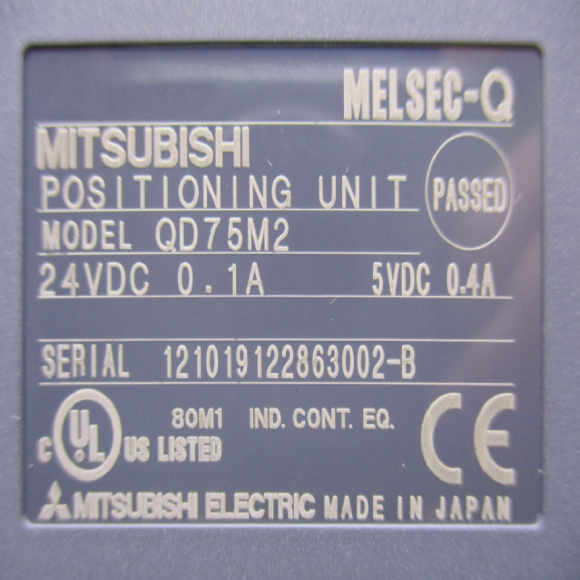 MELSEC-Q
MITSUBISHI
POSITIONING UNIT
PASSED
MODEL QD75M2
24VDC 0.1A 5VDC 0.4A
SERIAL 121019122863002-B
C UL US LISTED
80M1 IND. CONT. EQ.
CE
MITSUBISHI ELECTRIC MADE IN JAPAN